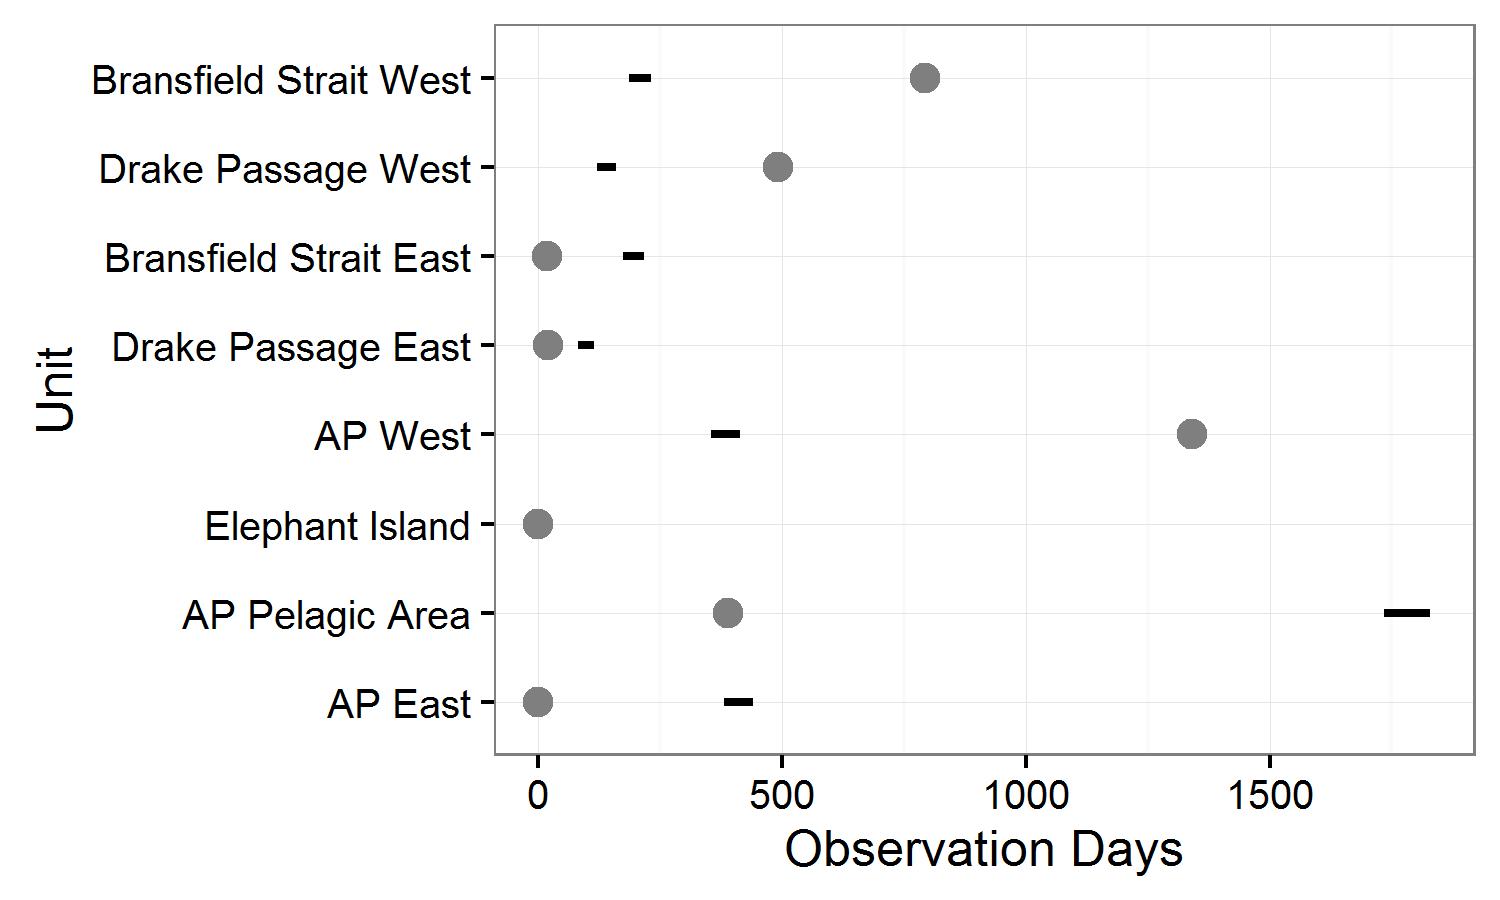 Bransfield Strait West
Drake Passage West
Bransfield Strait East
Drake Passage East
AP West
Elephant Island
AP Pelagic Area
AP East
Unit
0 500 1000 1500
Observation Days